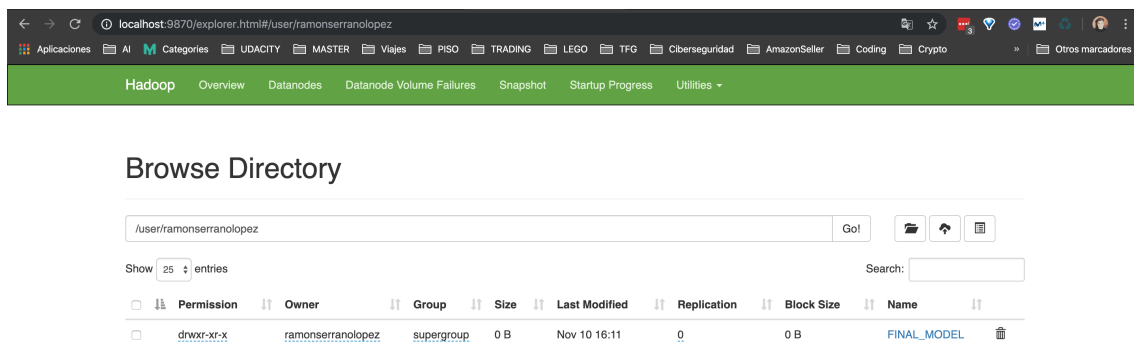 localhost:9870/explorer.html#/user/ramonserranolopez
3
Aplicaciones AI Categories UDACITY MASTER Viajes PISO TRADING LEGO TFG Ciberseguridad AmazonSeller Coding Crypto » Otros marcadores
Hadoop Overview Datanodes Datanode Volume Failures Snapshot Startup Progress Utilities
Browse Directory
/user/ramonserranolopez Go!
Show 25 entries Search:
Permission Owner Group Size Last Modified Replication Block Size Name
drwxr-xr-x ramonserranolopez supergroup 0 B Nov 10 16:11 0 0 B FINAL_MODEL